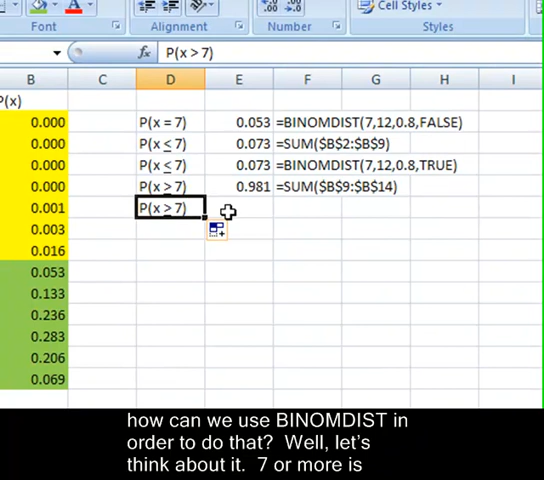 Cell Styles
Font Alignment Number Styles
fx P(x > 7)
B C D E F G H I
P(x)
0.000 P(x = 7) 0.053 =BINOMDIST(7,12,0.8,FALSE)
0.000 P(x ≤ 7) 0.073 =SUM($B$2:$B$9)
0.000 P(x ≤ 7) 0.073 =BINOMDIST(7,12,0.8,TRUE)
0.000 P(x ≥ 7) 0.981 =SUM($B$9:$B$14)
0.001 P(x ≥ 7)
0.003
0.016
0.053
0.133
0.236
0.283
0.206
0.069
how can we use BINOMDIST in
order to do that? Well, let's
think about it. 7 or more is